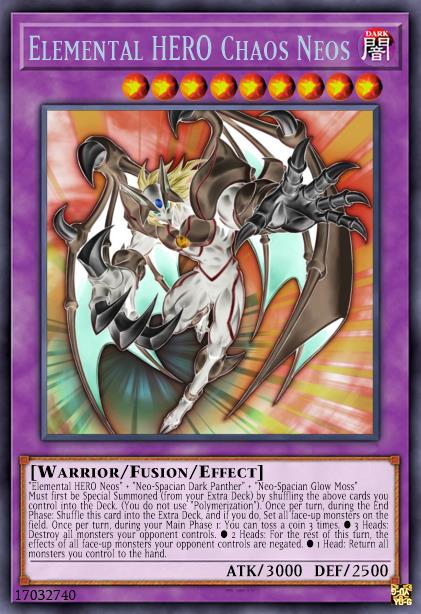 Elemental HERO Chaos Neos
DARK
闇
[Warrior/Fusion/Effect]
"Elemental HERO Neos" + "Neo-Spacian Dark Panther" + "Neo-Spacian Glow Moss"
Must first be Special Summoned (from your Extra Deck) by shuffling the above cards you
control into the Deck. (You do not use "Polymerization"). Once per turn, during the End
Phase: Shuffle this card into the Extra Deck, and if you do, Set all face-up monsters on the
field. Once per turn, during your Main Phase 1: You can toss a coin 3 times. ● 3 Heads:
Destroy all monsters your opponent controls. ● 2 Heads: For the rest of this turn, the
effects of all face-up monsters your opponent controls are negated. ● 1 Head: Return all
monsters you control to the hand.
ATK/3000 DEF/2500
17032740